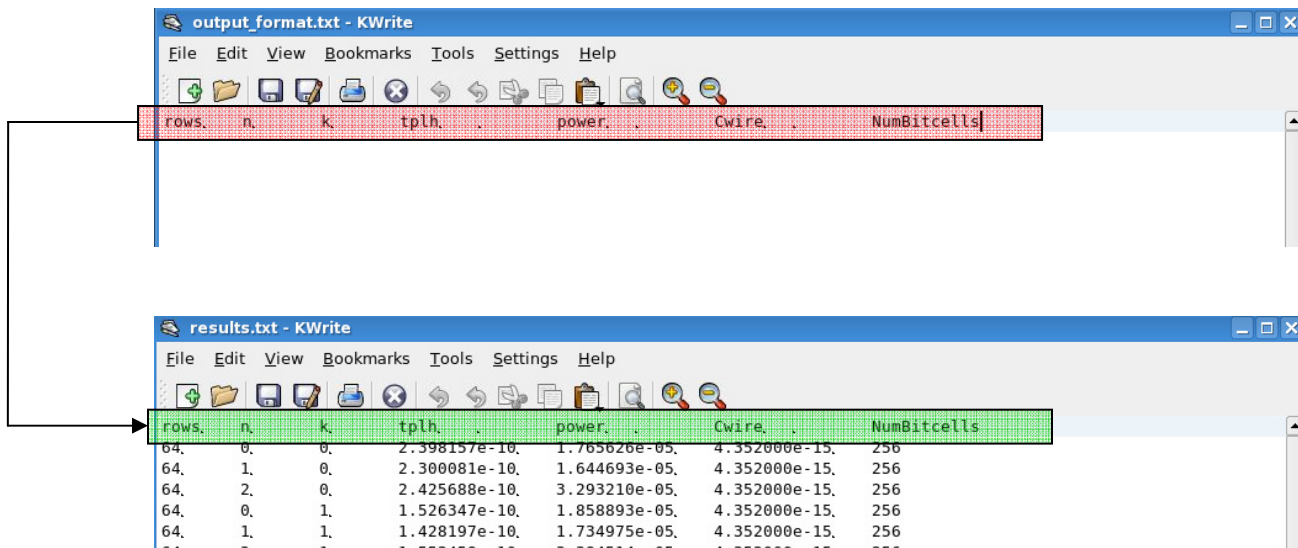 output_format.txt - KWrite
File Edit View Bookmarks Tools Settings Help
rows n k tplh power Cwire NumBitcells
results.txt - KWrite
File Edit View Bookmarks Tools Settings Help
rows n k tplh power Cwire NumBitcells
64 0 0 2.398157e-10 1.765626e-05 4.352000e-15 256
64 1 0 2.300081e-10 1.644693e-05 4.352000e-15 256
64 2 0 2.425688e-10 3.293210e-05 4.352000e-15 256
64 0 1 1.526347e-10 1.858893e-05 4.352000e-15 256
64 1 1 1.428197e-10 1.734975e-05 4.352000e-15 256